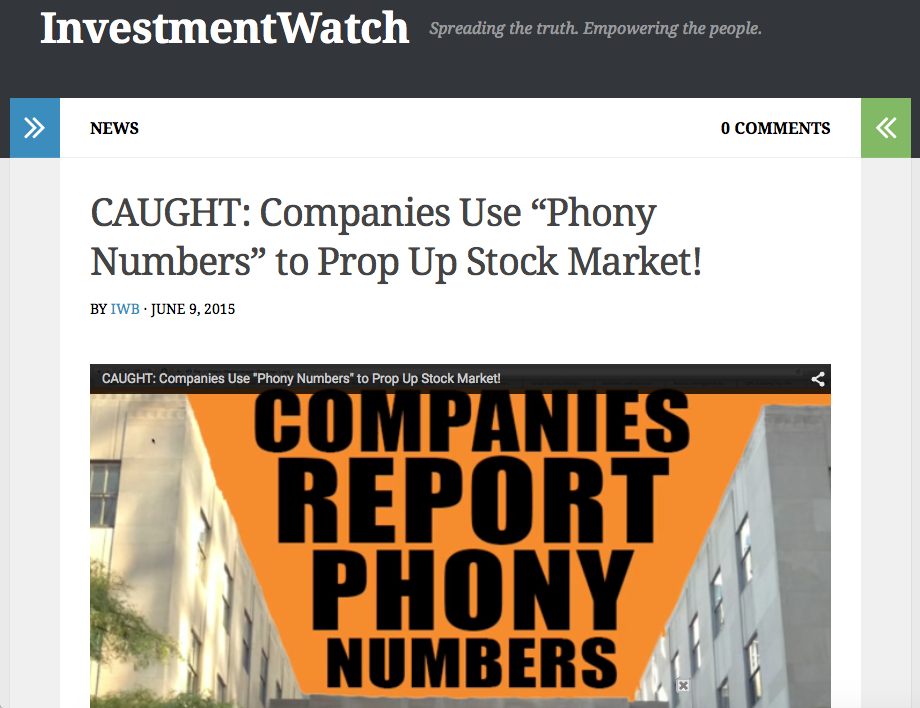 InvestmentWatch Spreading the truth. Empowering the people.
NEWS 0 COMMENTS
CAUGHT: Companies Use “Phony
Numbers” to Prop Up Stock Market!
BY IWB · JUNE 9, 2015
CAUGHT: Companies Use "Phony Numbers" to Prop Up Stock Market!
COMPANIES
REPORT
PHONY
NUMBERS